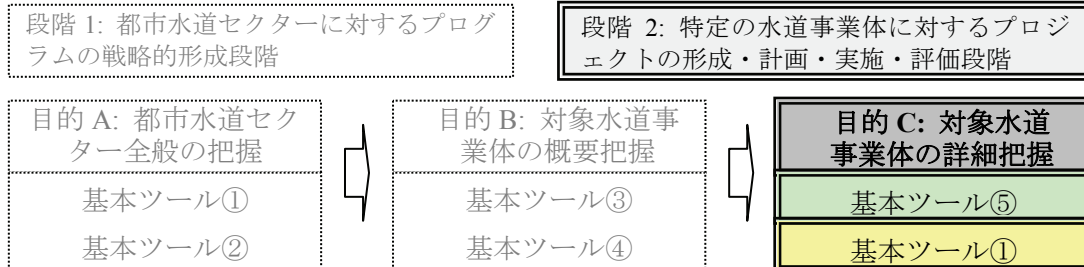 段階 1: 都市水道セクターに対するプログ
ラムの戦略的形成段階
段階 2: 特定の水道事業体に対するプロジ
ェクトの形成・計画・実施・評価段階
目的 A: 都市水道セク
ター全般の把握
基本ツール①
基本ツール②
目的 B: 対象水道事
業体の概要把握
基本ツール③
基本ツール④
目的 C: 対象水道
事業体の詳細把握
基本ツール⑤
基本ツール①